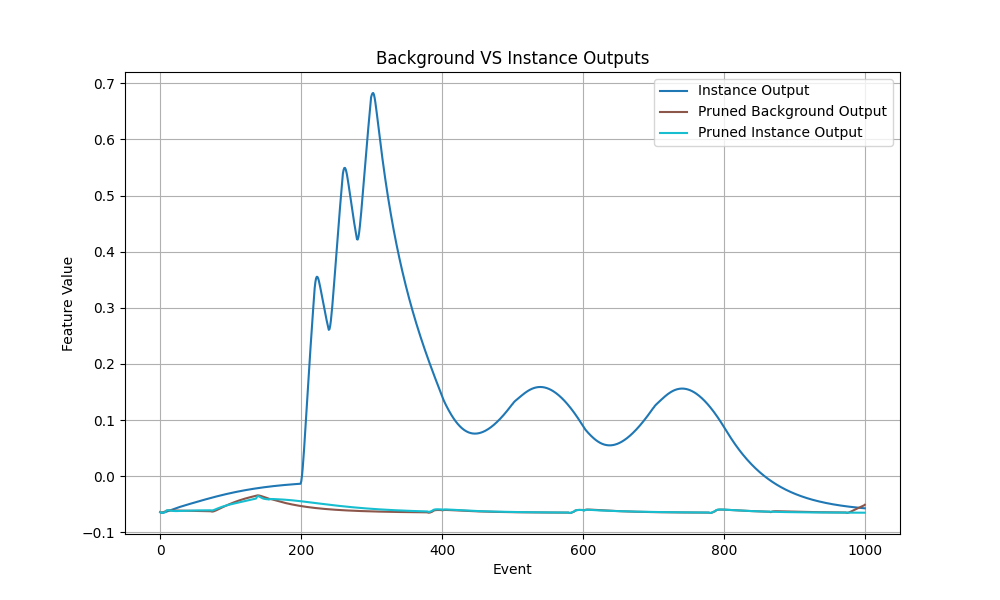 Background VS Instance Outputs
Instance Output
Pruned Background Output
Pruned Instance Output
Feature Value
0.7
0.6
0.5
0.4
0.3
0.2
0.1
0.0
−0.1
0 200 400 600 800 1000
Event